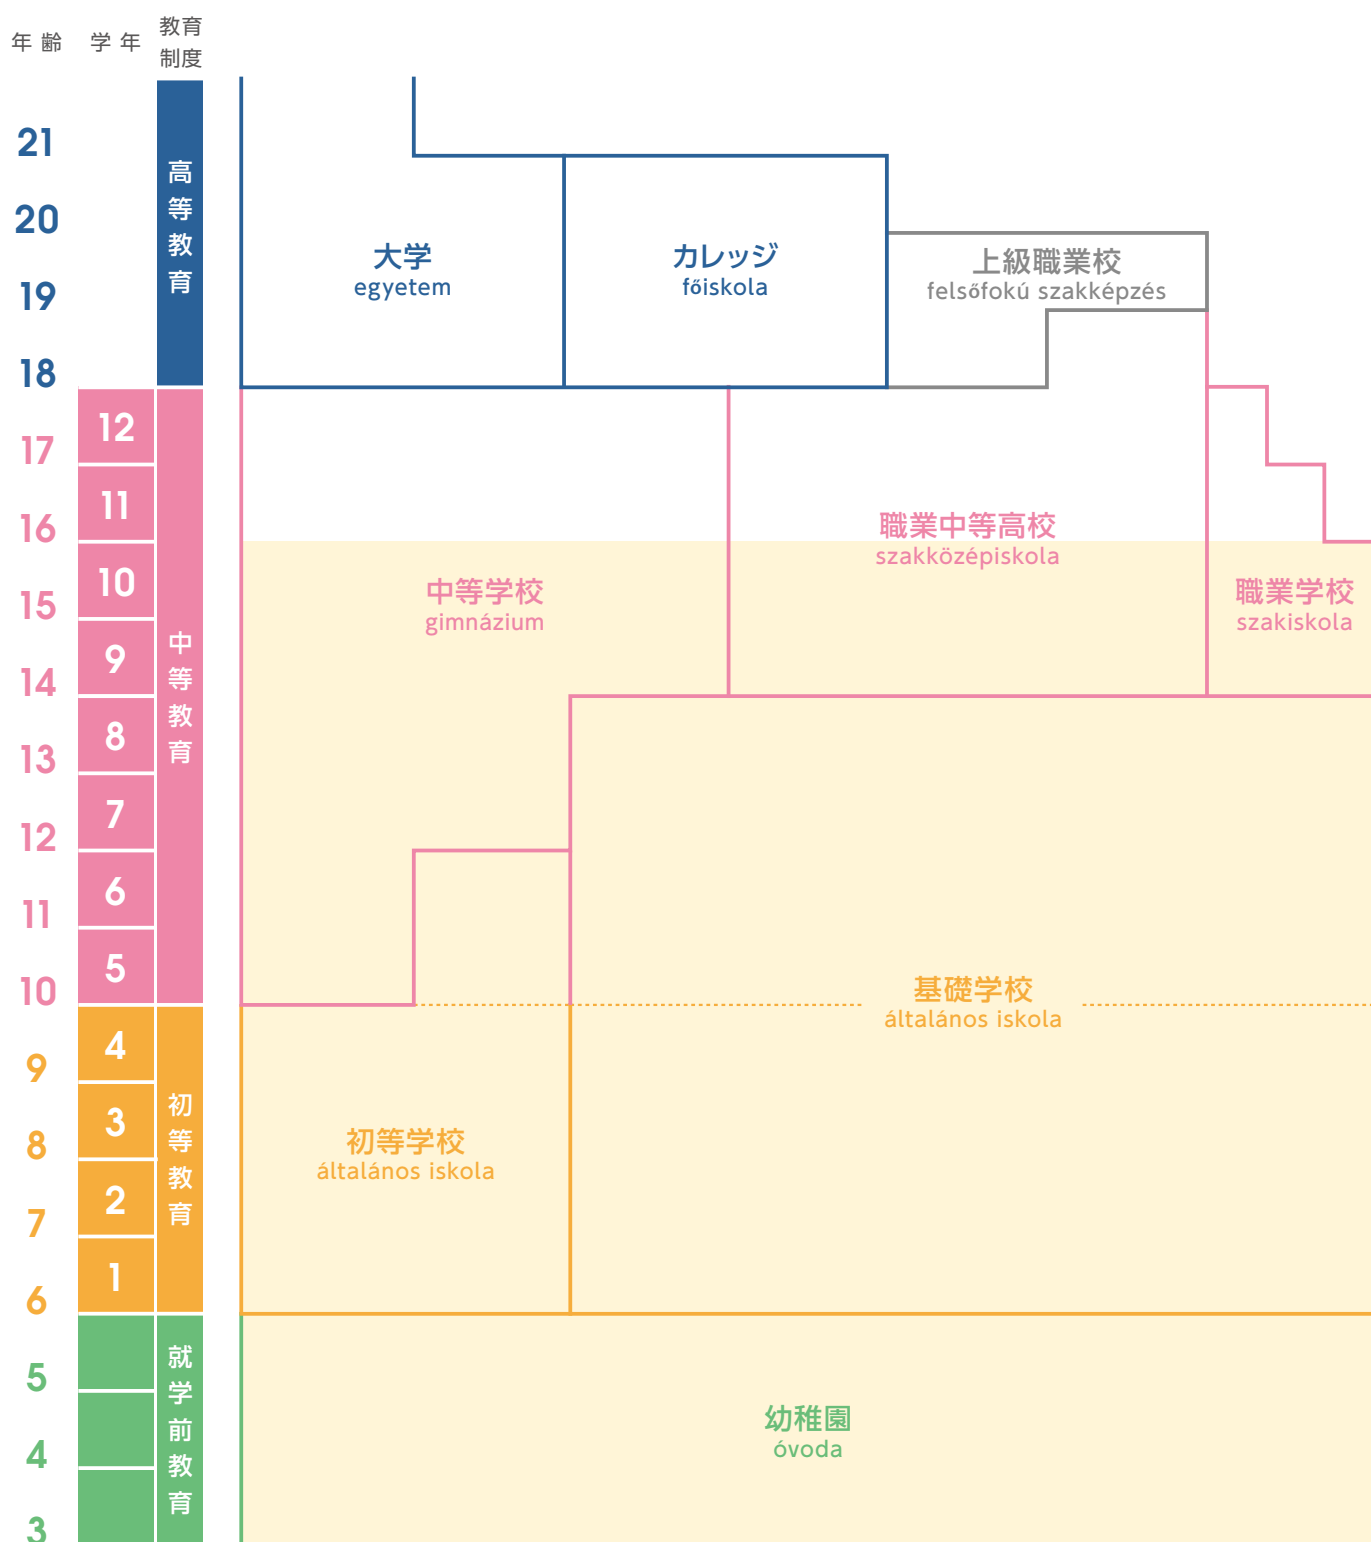 年齢
学年
教育
制度
21
20
19
18
17
16
15
14
13
12
11
10
9
8
7
6
5
4
3
12
11
10
9
8
7
6
5
4
3
2
1
高等教育
中等教育
初等教育
就学前教育
大学
egyetem
カレッジ
főiskola
上級職業校
felsőfokú szakképzés
職業中等高校
szakközépiskola
中等学校
gimnázium
職業学校
szakiskola
基礎学校
általános iskola
初等学校
általános iskola
幼稚園
óvoda